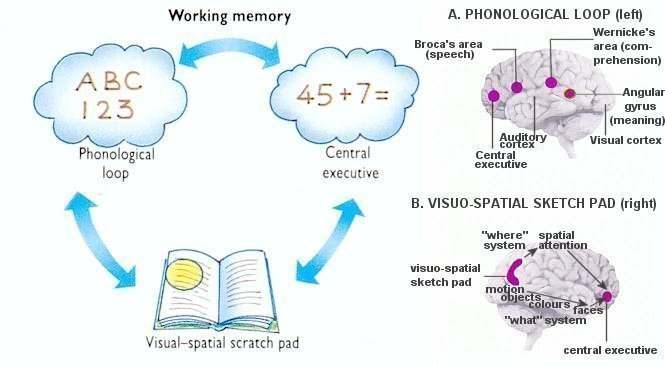 Working memory
ABC
123
Phonological
loop
45+7=
Central
executive
Visual–spatial scratch pad
A. PHONOLOGICAL LOOP (left)
Broca's area
(speech)
Wernicke's
area (com-
prehension)
Angular
gyrus
(meaning)
Auditory
cortex
Visual cortex
Central
executive
B. VISUO-SPATIAL SKETCH PAD (right)
"where"
system
spatial
attention
visuo-spatial
sketch pad
motion
objects
colours
faces
"what" system
central executive